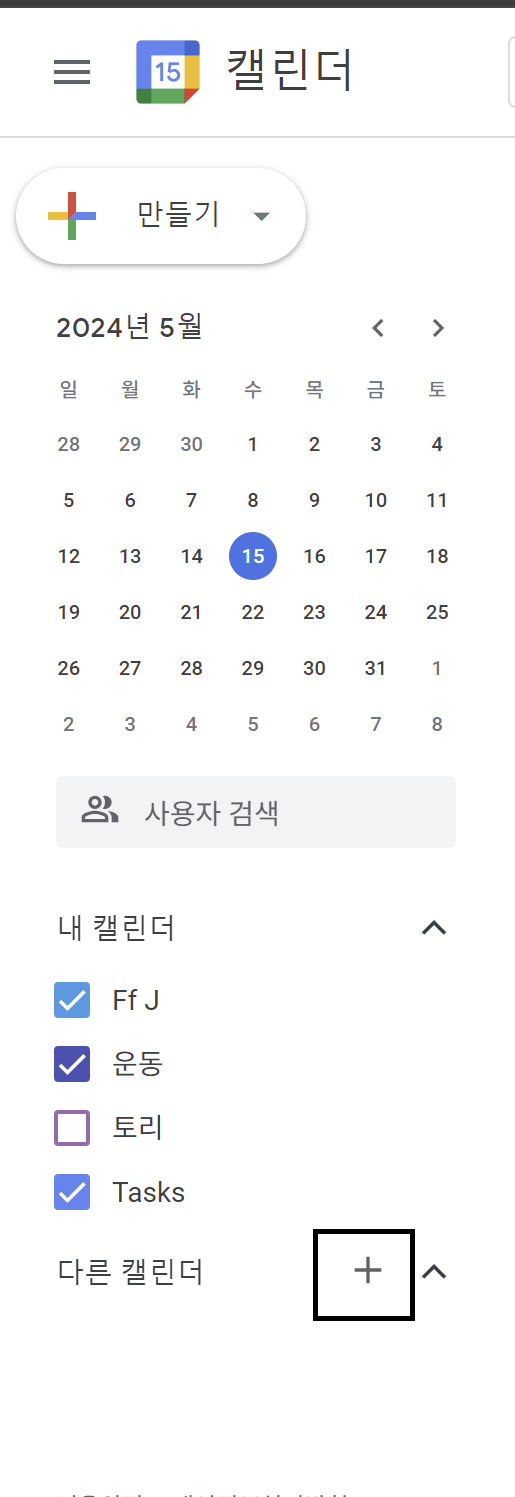 15 캘린더
만들기
2024년 5월
일 월 화 수 목 금 토
28 29 30 1 2 3 4
5 6 7 8 9 10 11
12 13 14 15 16 17 18
19 20 21 22 23 24 25
26 27 28 29 30 31 1
2 3 4 5 6 7 8
사용자 검색
내 캘린더
Ff J
운동
토리
Tasks
다른 캘린더